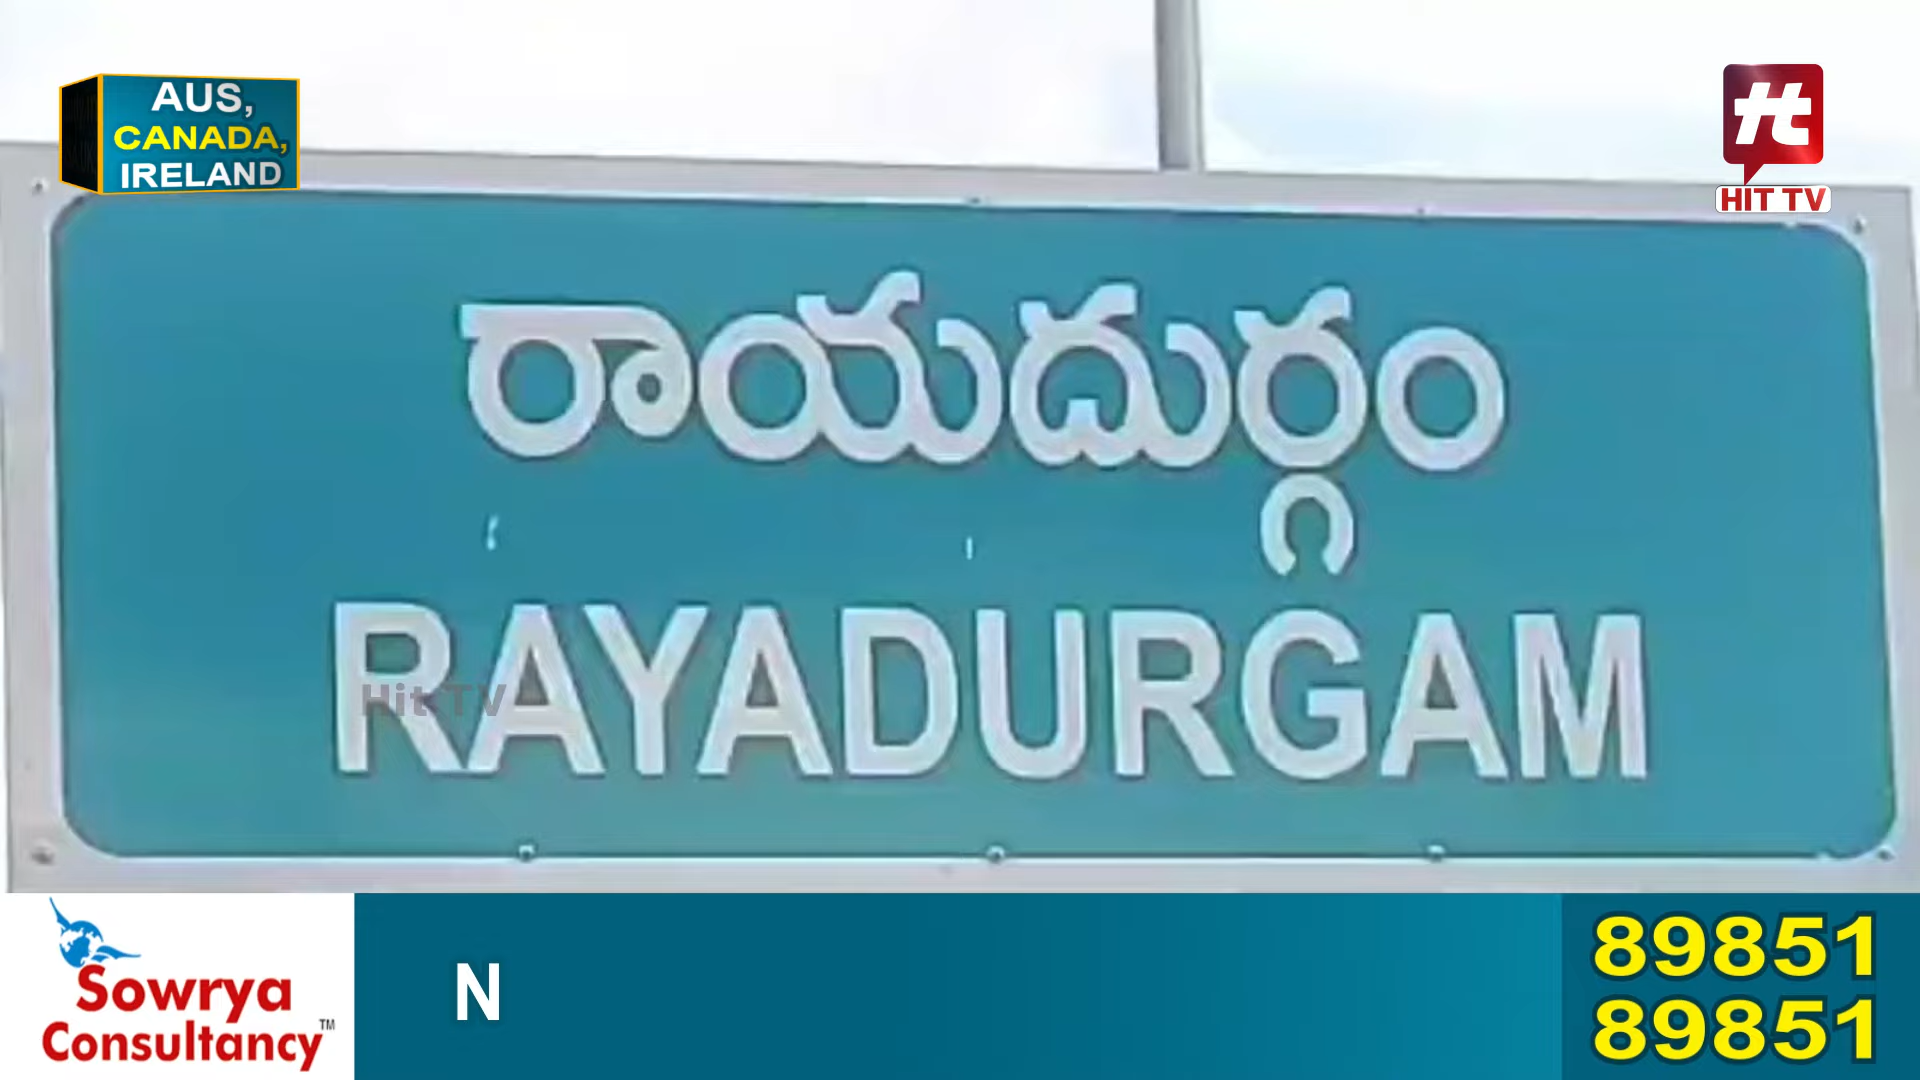 AUS,
CANADA,
IRELAND
HIT TV
రాయదుర్గం
RAYADURGAM
Hit TV
Sowrya
Consultancy™
N
89851
89851